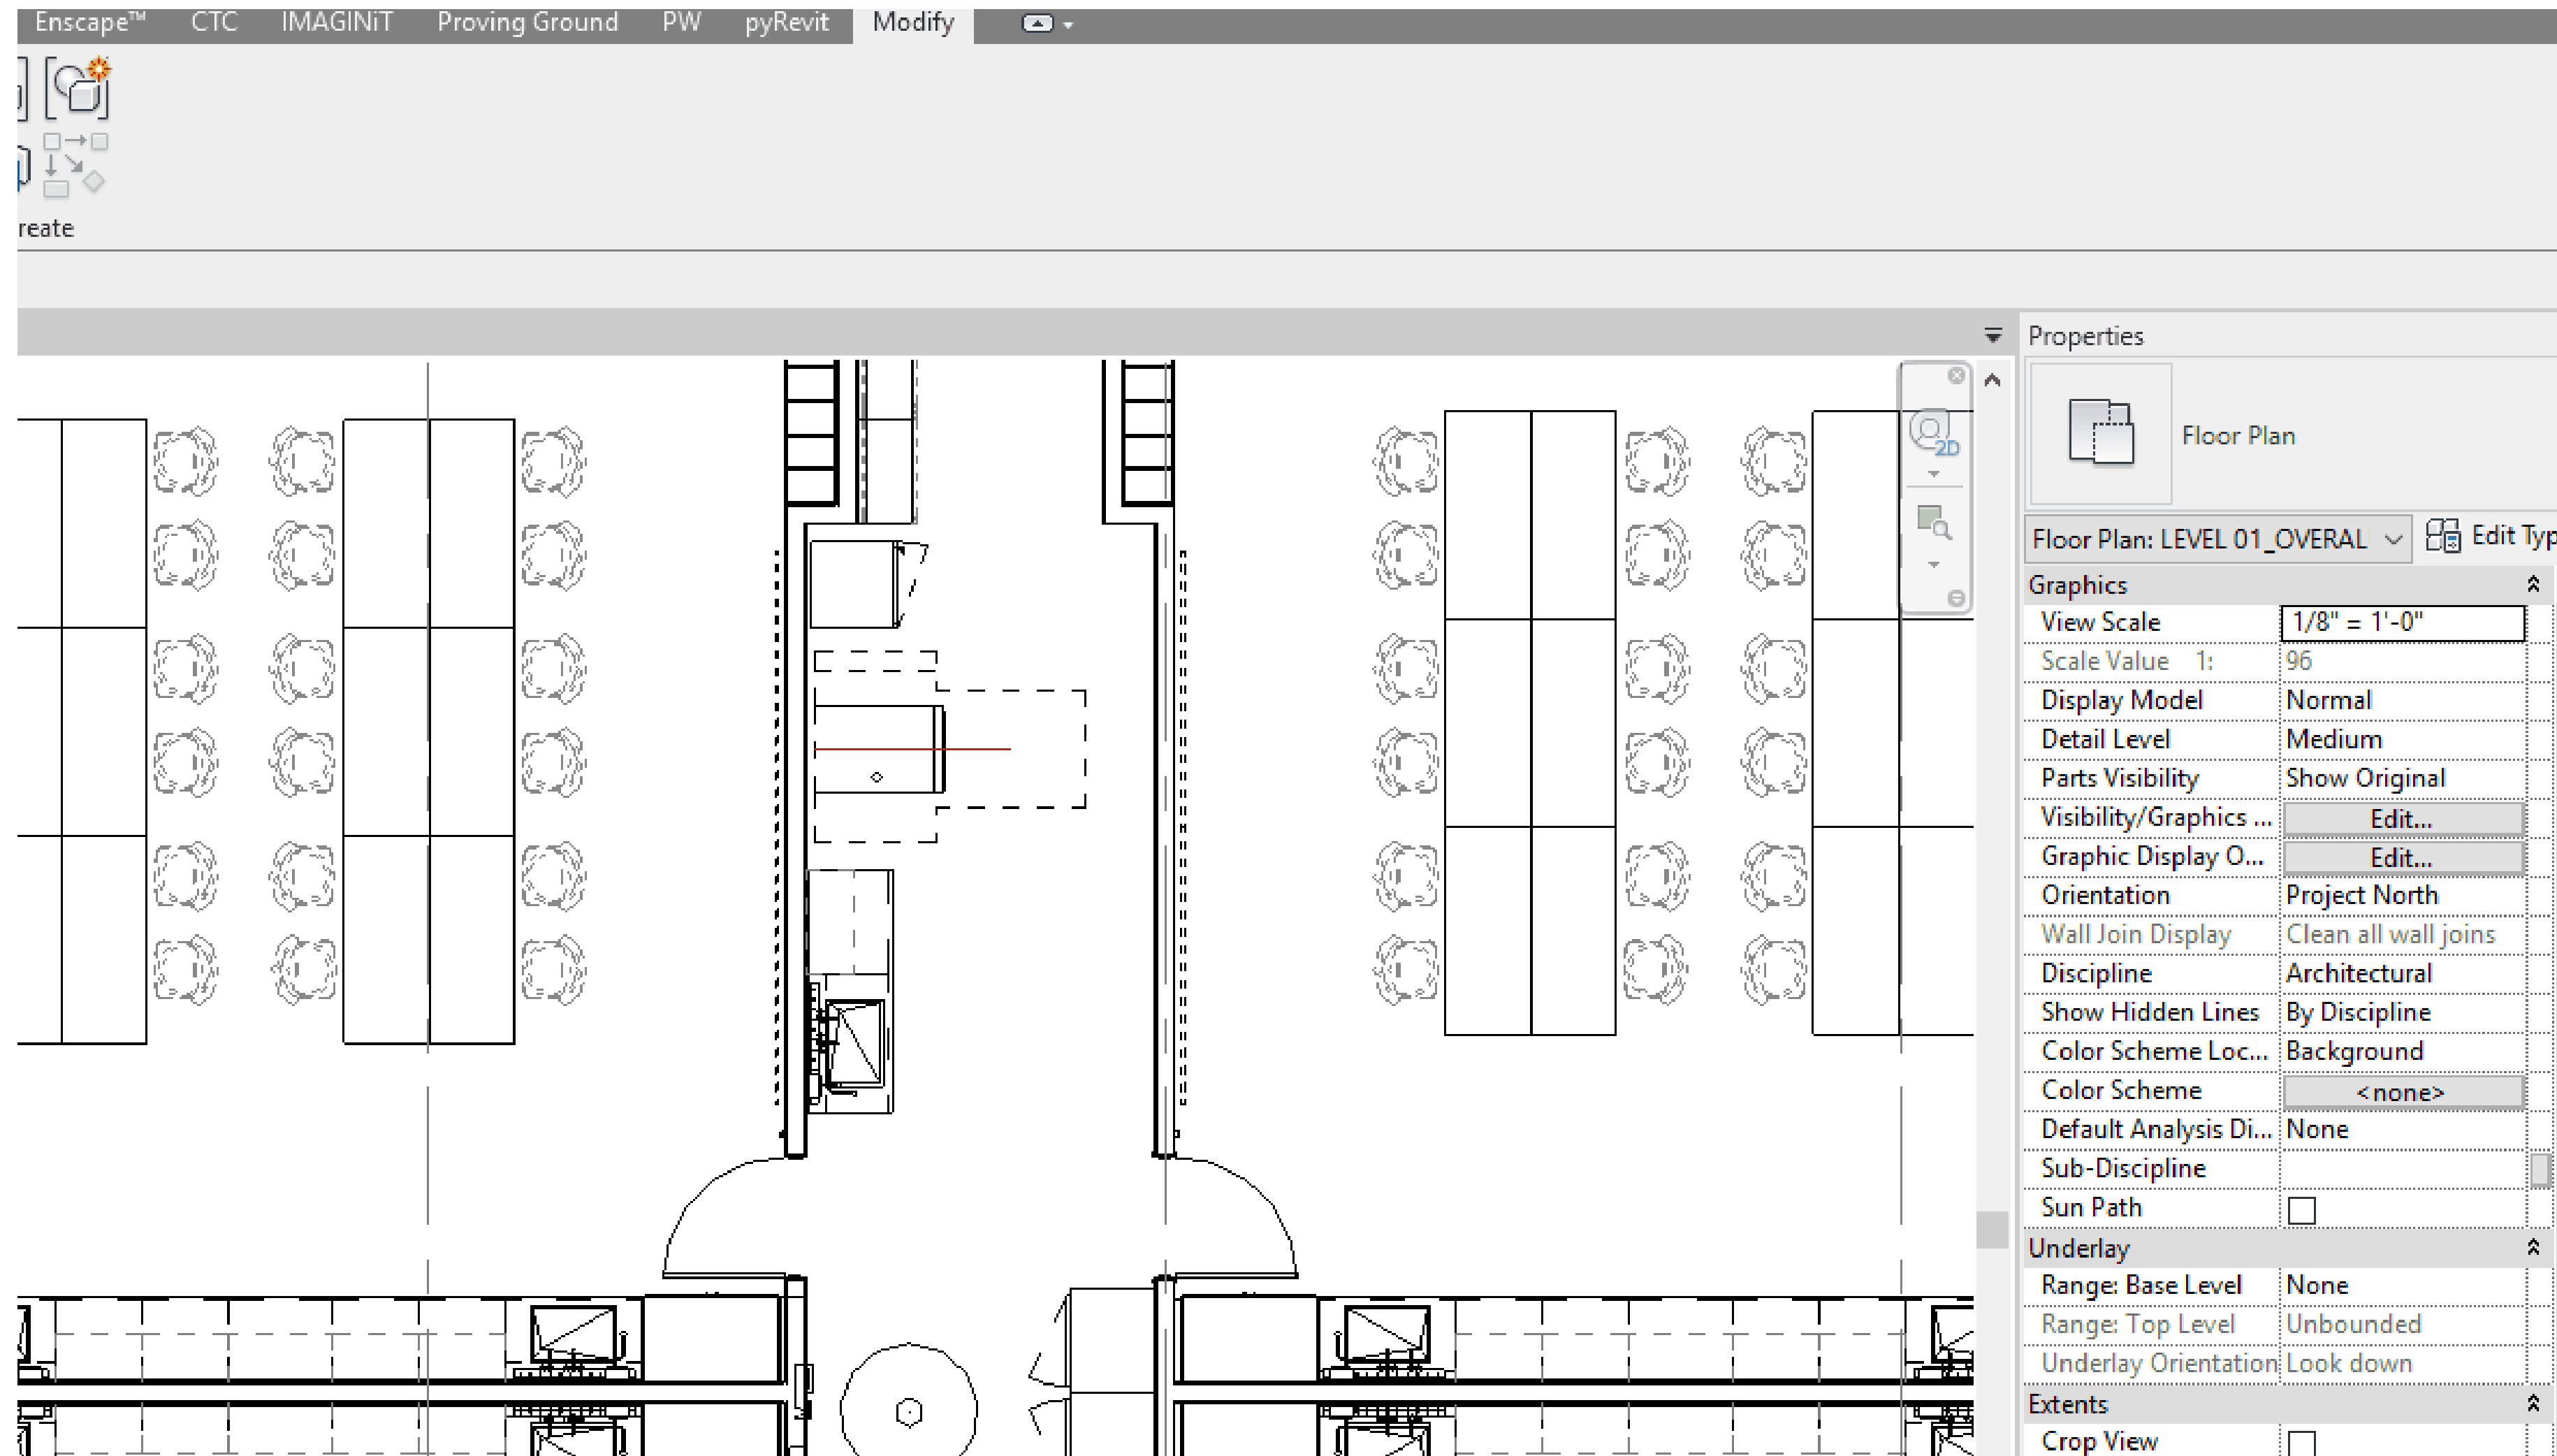 Enscape™ CTC IMAGINiT Proving Ground PW pyRevit Modify
reate
Properties
2D
Floor Plan
Floor Plan: LEVEL 01_OVERAL Edit Typ
Graphics
View Scale 1/8" = 1'-0"
Scale Value 1: 96
Display Model Normal
Detail Level Medium
Parts Visibility Show Original
Visibility/Graphics ... Edit...
Graphic Display O... Edit...
Orientation Project North
Wall Join Display Clean all wall joins
Discipline Architectural
Show Hidden Lines By Discipline
Color Scheme Loc... Background
Color Scheme <none>
Default Analysis Di... None
Sub-Discipline
Sun Path
Underlay
Range: Base Level None
Range: Top Level Unbounded
Underlay Orientation Look down
Extents
Crop View